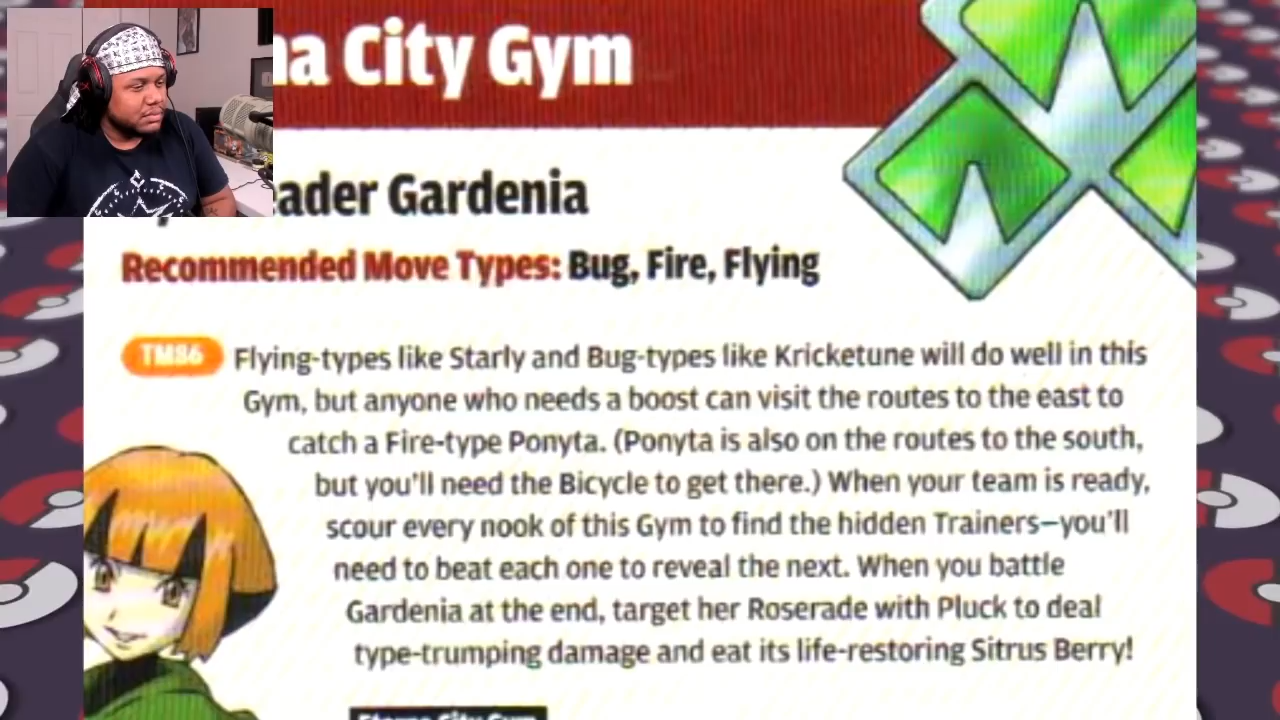 na City Gym
ader Gardenia
Recommended Move Types: Bug, Fire, Flying
TM86 Flying-types like Starly and Bug-types like Kricketune will do well in this
Gym, but anyone who needs a boost can visit the routes to the east to
catch a Fire-type Ponyta. (Ponyta is also on the routes to the south,
but you'll need the Bicycle to get there.) When your team is ready,
scour every nook of this Gym to find the hidden Trainers—you'll
need to beat each one to reveal the next. When you battle
Gardenia at the end, target her Roserade with Pluck to deal
type-trumping damage and eat its life-restoring Sitrus Berry!
Eterna City Gym